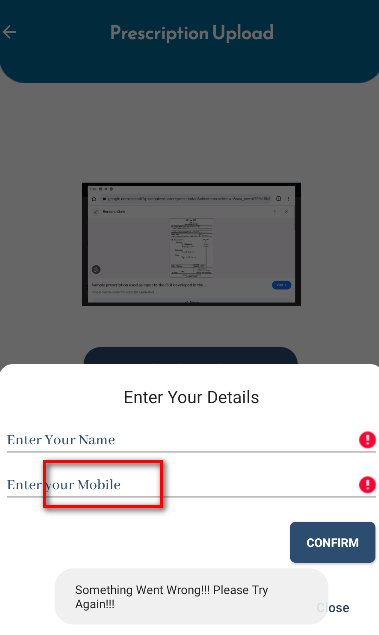 Prescription Upload
Enter Your Details
Enter Your Name
Enter your Mobile
CONFIRM
Something Went Wrong!!! Please Try
Again!!!
Close